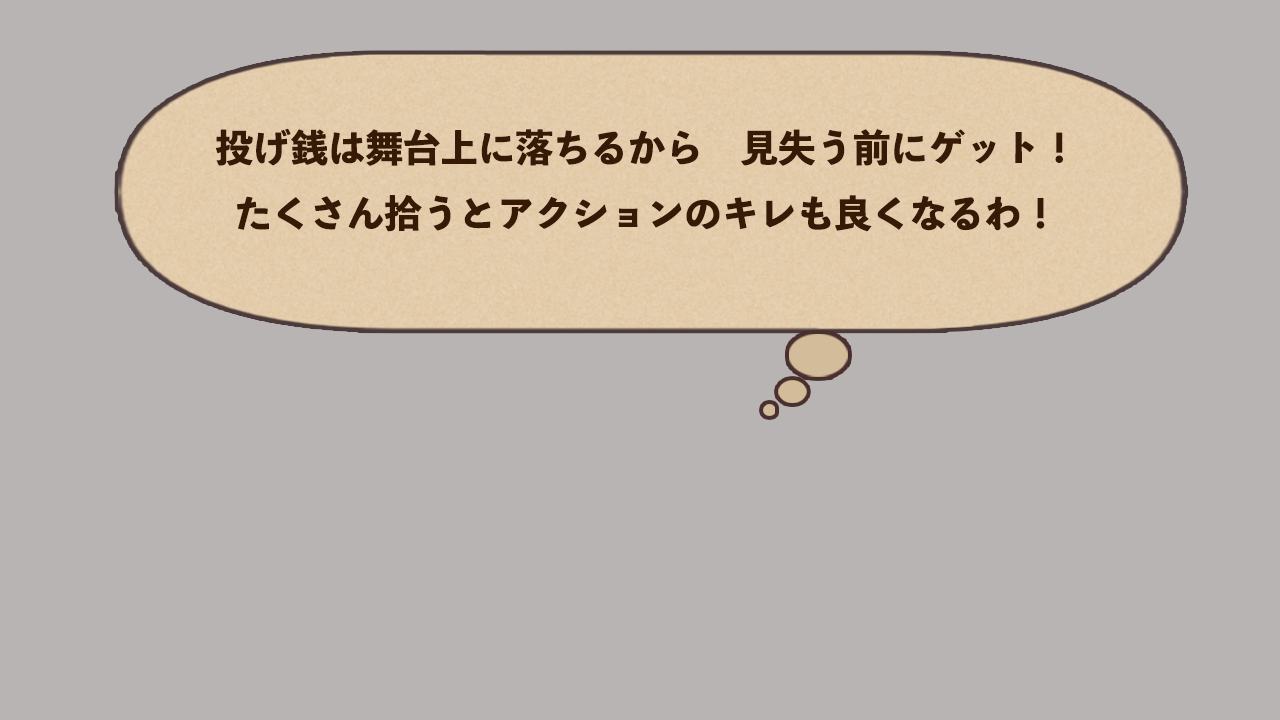 投げ銭は舞台上に落ちるから　見失う前にゲット！
たくさん拾うとアクションのキレも良くなるわ！